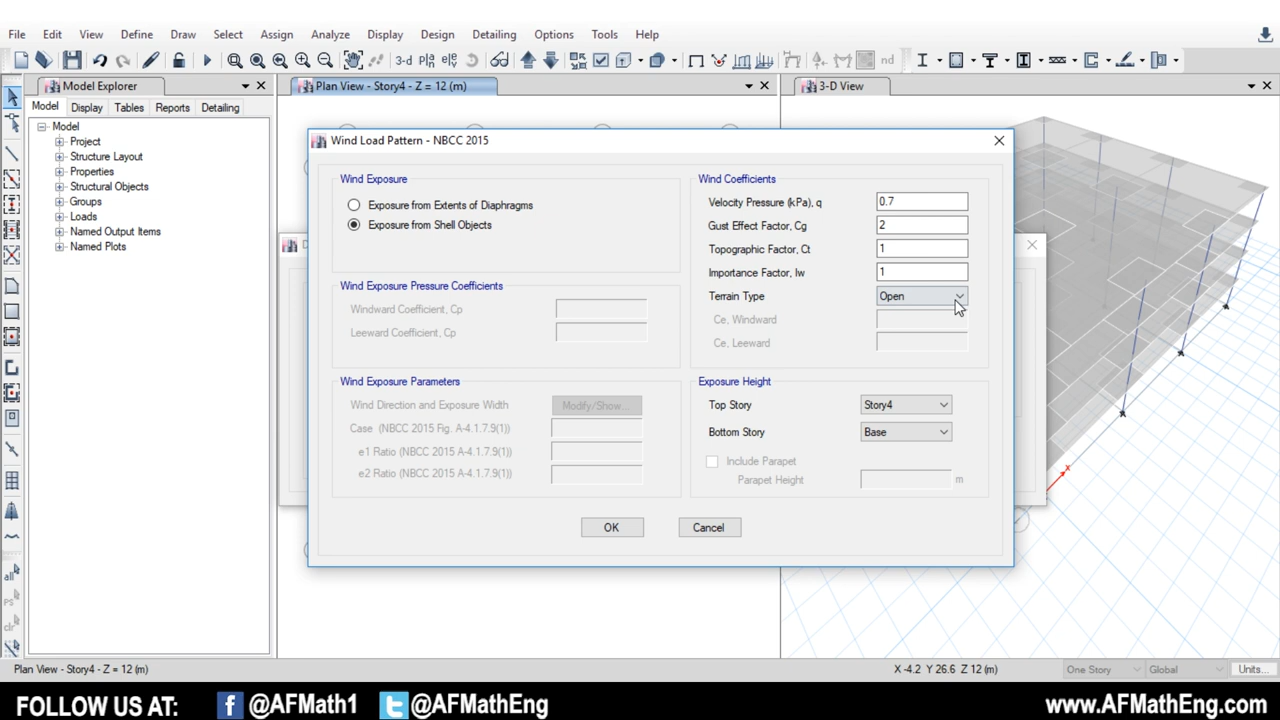 File Edit View Define Draw Select Assign Analyze Display Design Detailing Options Tools Help
3-d plå elë nd
Model Explorer
Plan View - Story4 - Z = 12 (m)
3-D View
Model Display Tables Reports Detailing
Model
Project
Structure Layout
Properties
Structural Objects
Groups
Loads
Named Output Items
Named Plots
Wind Load Pattern - NBCC 2015
Wind Exposure
Exposure from Extents of Diaphragms
Exposure from Shell Objects
Wind Exposure Pressure Coefficients
Windward Coefficient, Cp
Leeward Coefficient, Cp
Wind Exposure Parameters
Wind Direction and Exposure Width Modify/Show...
Case (NBCC 2015 Fig. A-4.1.7.9(1))
e1 Ratio (NBCC 2015 A-4.1.7.9(1))
e2 Ratio (NBCC 2015 A-4.1.7.9(1))
Wind Coefficients
Velocity Pressure (kPa), q 0.7
Gust Effect Factor, Cg 2
Topographic Factor, Ct 1
Importance Factor, Iw 1
Terrain Type Open
Ce, Windward
Ce, Leeward
Exposure Height
Top Story Story4
Bottom Story Base
Include Parapet
Parapet Height m
OK Cancel
D
x
all
ps
clr
Plan View - Story4 - Z = 12 (m) X -4.2 Y 26.6 Z 12 (m) One Story Global Units...
FOLLOW US AT: @AFMath1 @AFMathEng www.AFMathEng.com